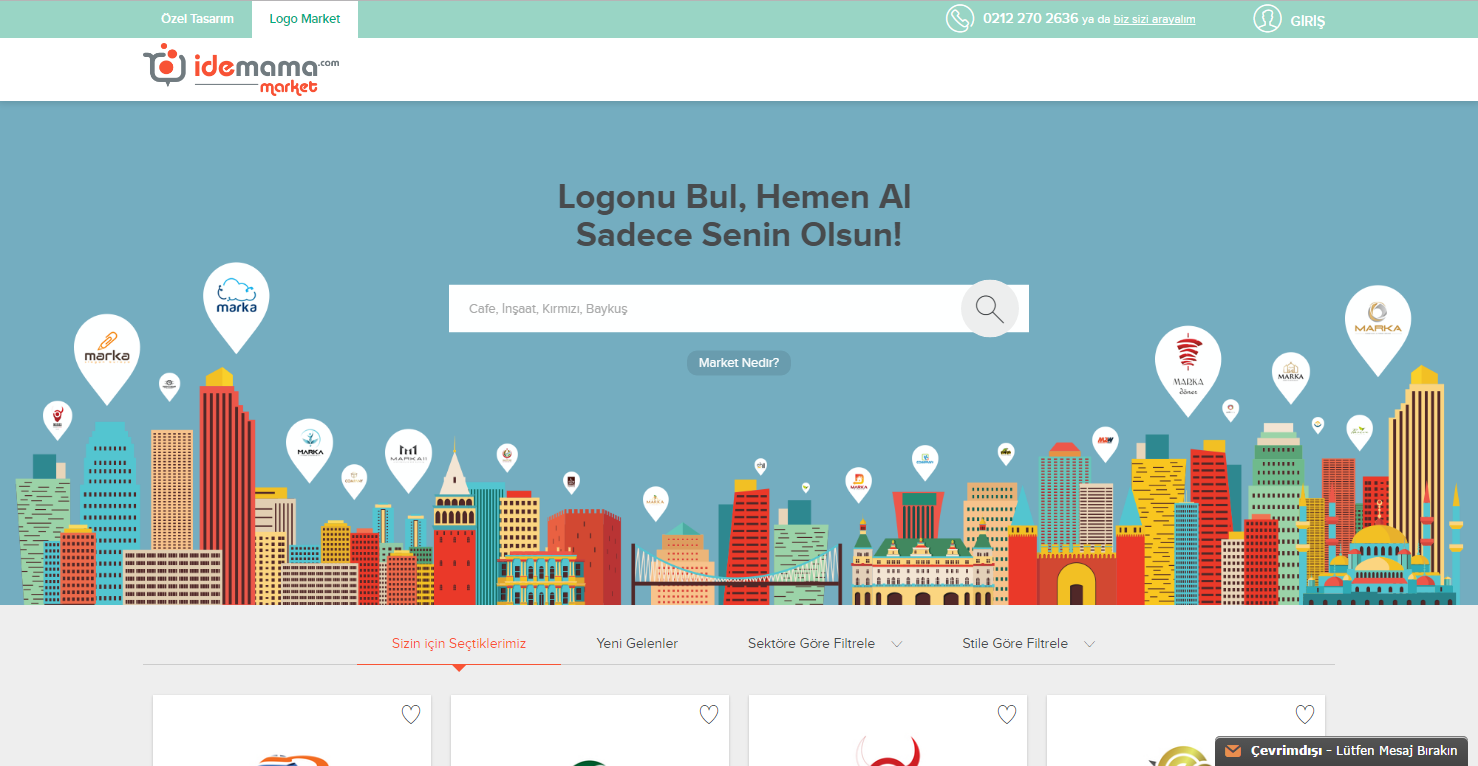 Özel Tasarım
Logo Market
0212 270 2636 ya da biz sizi arayalım
GİRİŞ
idemama.com
market
Logonu Bul, Hemen Al
Sadece Senin Olsun!
Cafe, İnşaat, Kırmızı, Baykuş
Market Nedir?
marka
marka
MARKA
MARKA
MARKA
döner
MARKA
MARKA
MARKA
Sizin için Seçtiklerimiz
Yeni Gelenler
Sektöre Göre Filtrele
Stile Göre Filtrele
Çevrimdışı - Lütfen Mesaj Bırakın